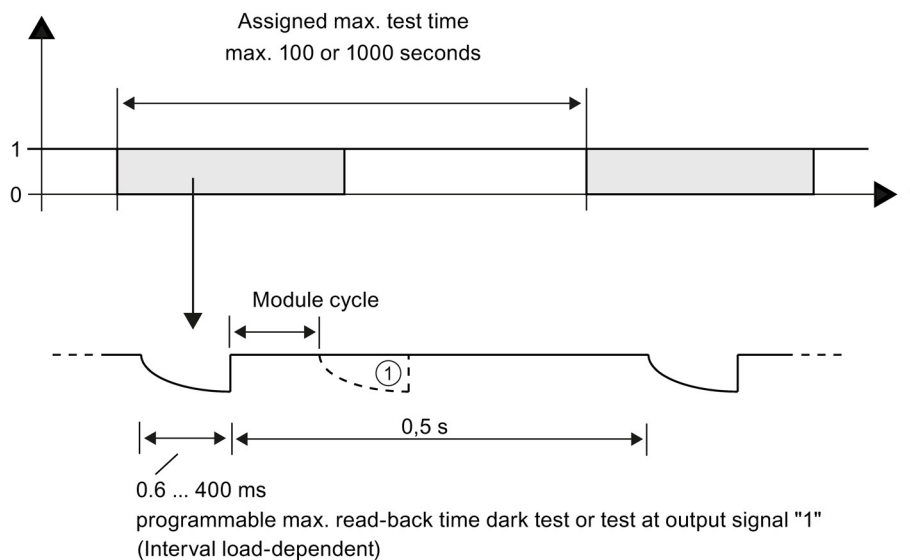 Assigned max. test time
max. 100 or 1000 seconds
1
0
Module cycle
1
0,5 s
0.6 ... 400 ms
programmable max. read-back time dark test or test at output signal "1"
(Interval load-dependent)